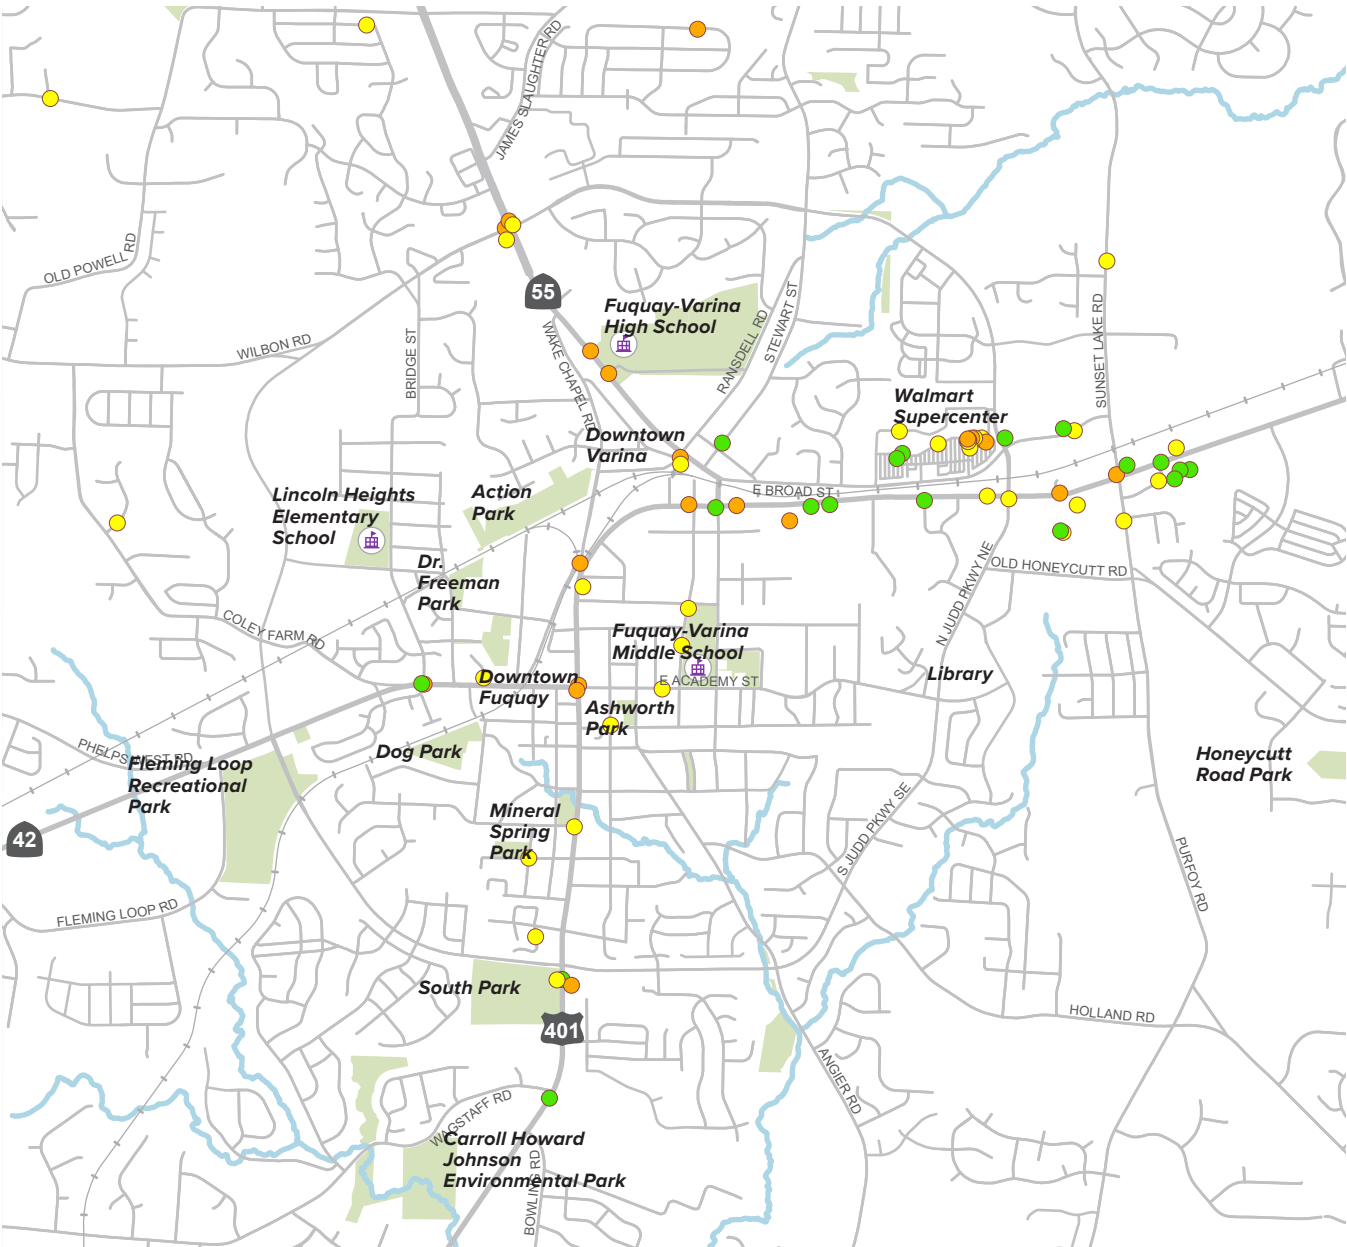 JAMES SLAUGHTER RD
OLD POWELL RD
55
Fuquay-Varina
High School
WILBON RD
BRIDGE ST
WAKE CHAPEL RD
RANSDELL RD
STEWART ST
SUNSET LAKE RD
Walmart
Supercenter
Downtown
Varina
Lincoln Heights
Elementary
School
Action
Park
E BROAD ST
Dr.
Freeman
Park
OLD HONEYCUTT RD
N JUDD PKWY NE
COLEY FARM RD
Fuquay-Varina
Middle School
E ACADEMY ST
Library
Downtown
Fuquay
Ashworth
Park
PHELPS WEST RD
Fleming Loop
Recreational
Park
Dog Park
Honeycutt
Road Park
42
Mineral
Spring
Park
S JUDD PKWY SE
PURFOY RD
FLEMING LOOP RD
South Park
401
HOLLAND RD
ANGIER RD
WAGSTAFF RD
Carroll Howard
Johnson
Environmental Park
BOWLING RD